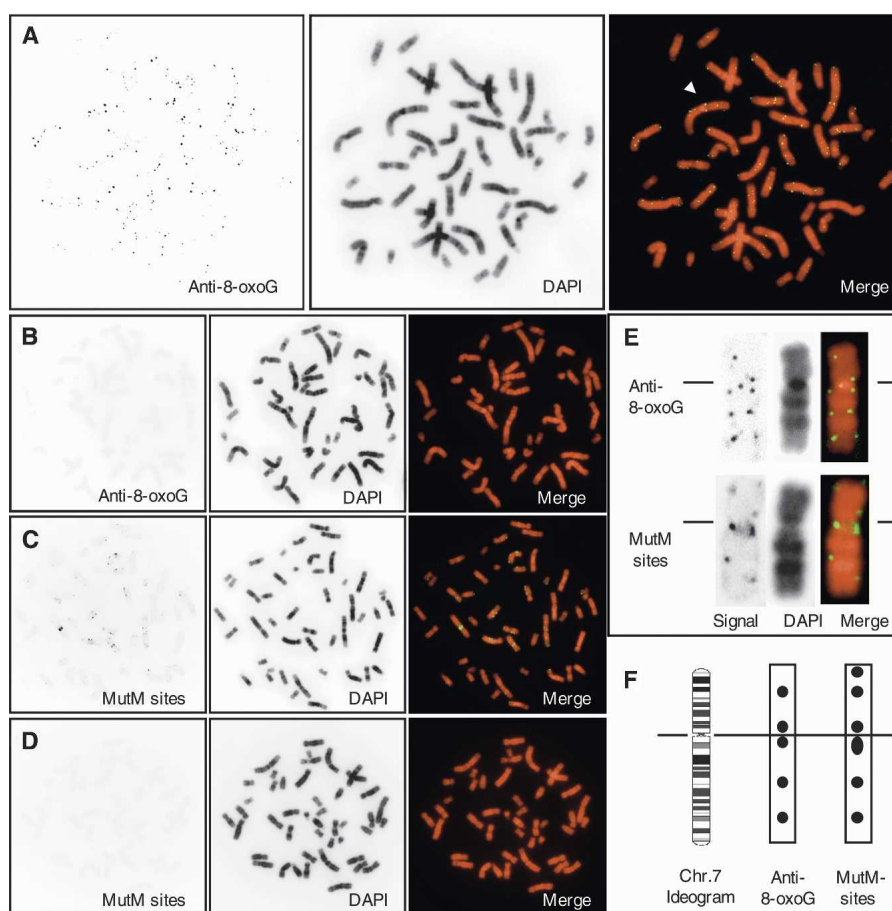 A
Anti-8-oxoG
DAPI
Merge
B
Anti-8-oxoG
DAPI
Merge
C
MutM sites
DAPI
Merge
D
MutM sites
DAPI
Merge
E
Anti-
8-oxoG
MutM
sites
Signal
DAPI
Merge
F
Chr.7
Ideogram
Anti-
8-oxoG
MutM-
sites